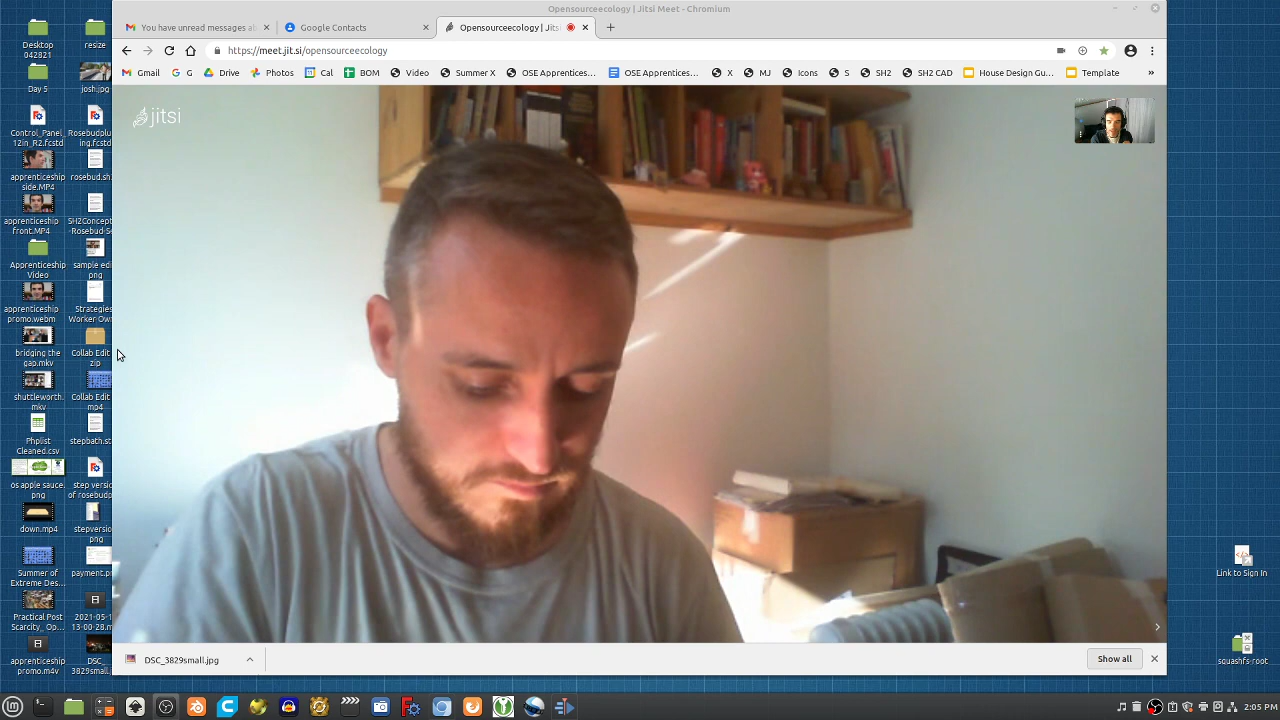 Opensourceecology | Jitsi Meet - Chromium
You have unread messages ab
Google Contacts
Opensourceecology | Jits
https://meet.jit.si/opensourceecology
Gmail
G
Drive
Photos
Cal
BOM
Video
Summer X
OSE Apprentices...
OSE Apprentices...
X
MJ
Icons
S
SH2
SH2 CAD
House Design Gu...
Template
»
jitsi
Desktop
042821
resize
Day 5
josh.jpg
Control_Panel_
12in_R2.fcstd
Rosebudplu
ng.fcstd
apprenticeship
side.MP4
rosebud.sh
apprenticeship
front.MP4
SH2Concep
-Rosebud-S
Apprenticeship
Video
sample edi
png
apprenticeship
promo.webm
Strategies
Worker Ow
bridging the
gap.mkv
Collab Edit
zip
shuttleworth.
mkv
Collab Edit
mp4
Phplist
Cleaned.csv
stepbath.st
os apple sauce.
png
step version
of rosebud
down.mp4
stepversio
png
Summer of
Extreme Des...
payment.p
Practical Post
Scarcity_ Op...
2021-05-1
13-00-28.m
apprenticeship
promo.m4v
DSC_
3829small.j
Link to Sign In
squashfs-root
DSC_3829small.jpg
Show all
2:05 PM